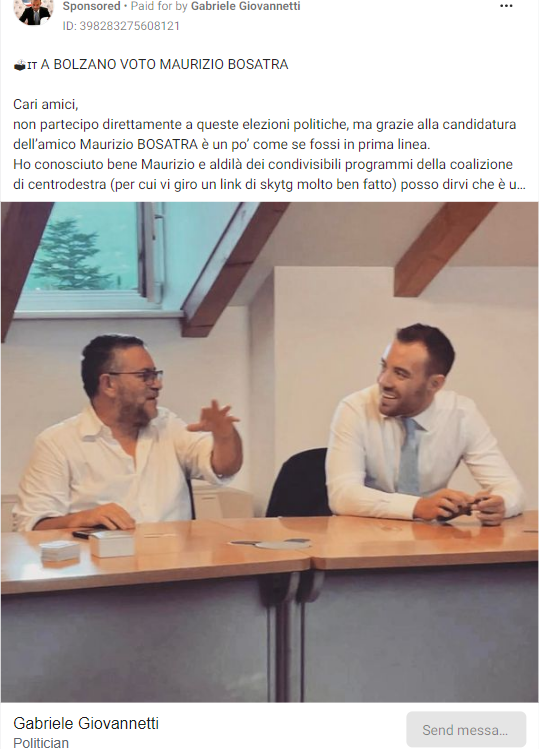 Sponsored • Paid for by Gabriele Giovannetti
ID: 398283275608121
🗳️🇮🇹 A BOLZANO VOTO MAURIZIO BOSATRA
Cari amici,
non partecipo direttamente a queste elezioni politiche, ma grazie alla candidatura
dell’amico Maurizio BOSATRA è un po’ come se fossi in prima linea.
Ho conosciuto bene Maurizio e aldilà dei condivisibili programmi della coalizione
di centrodestra (per cui vi giro un link di skytg molto ben fatto) posso dirvi che è u...
Gabriele Giovannetti
Politician
Send messa...